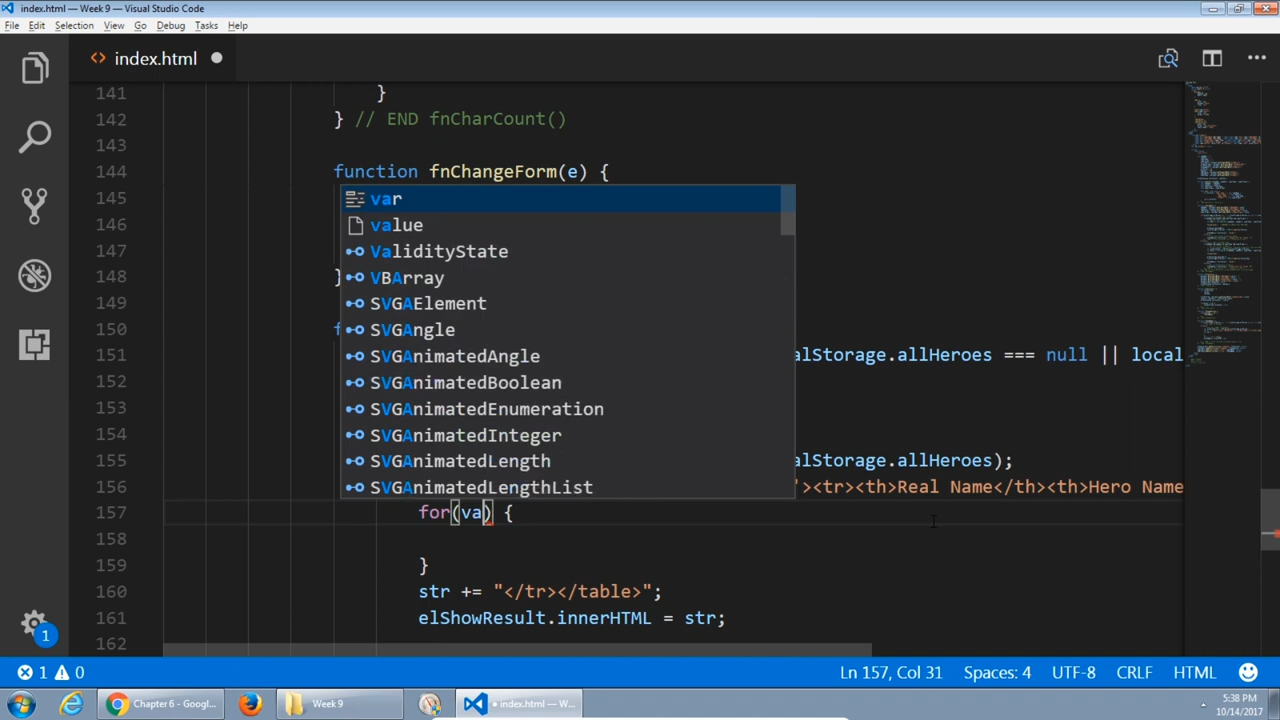 index.html — Week 9 — Visual Studio Code
File Edit Selection View Go Debug Tasks Help
<> index.html
141 }
142 } // END fnCharCount()
143
144 function fnChangeForm(e) {
145
146
147
148 }
149
150 f
151 alStorage.allHeroes === null || local
152
153
154
155 alStorage.allHeroes);
156 "><tr><th>Real Name</th><th>Hero Name
157 for(va) {
158
159 }
160 str += "</tr></table>";
161 elShowResult.innerHTML = str;
162
var
value
ValidityState
VBArray
SVGAElement
SVGAngle
SVGAnimatedAngle
SVGAnimatedBoolean
SVGAnimatedEnumeration
SVGAnimatedInteger
SVGAnimatedLength
SVGAnimatedLengthList
1
1 0 Ln 157, Col 31 Spaces: 4 UTF-8 CRLF HTML
Chapter 6 - Googl... Week 9 • index.html — W...
5:38 PM
10/14/2017